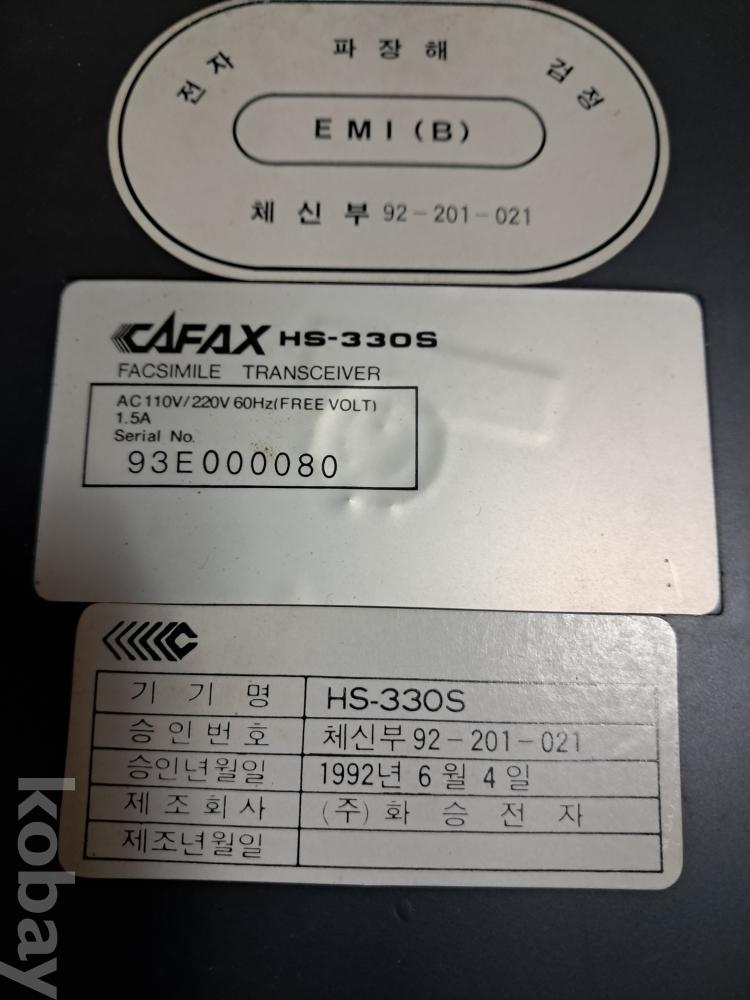 전자 파장해 검정
EMI (B)
체신부 92-201-021
CAFAX HS-330S
FACSIMILE TRANSCEIVER
AC 110V/220V 60Hz(FREE VOLT)
1.5A
Serial No.
93E000080
기기명 HS-330S
승인번호 체신부 92-201-021
승인년월일 1992년 6월 4일
제조회사 (주)화승전자
제조년월일
kobay